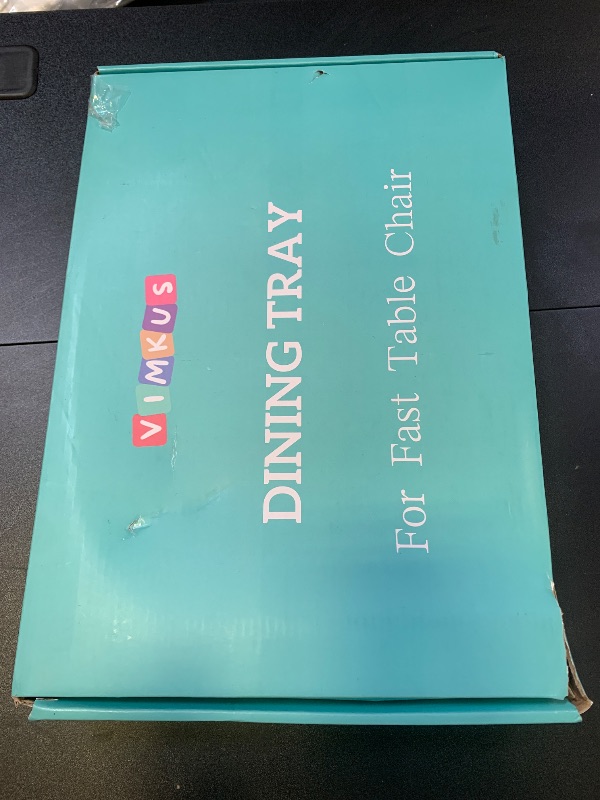 VIMKUS
DINING TRAY
For Fast Table Chair